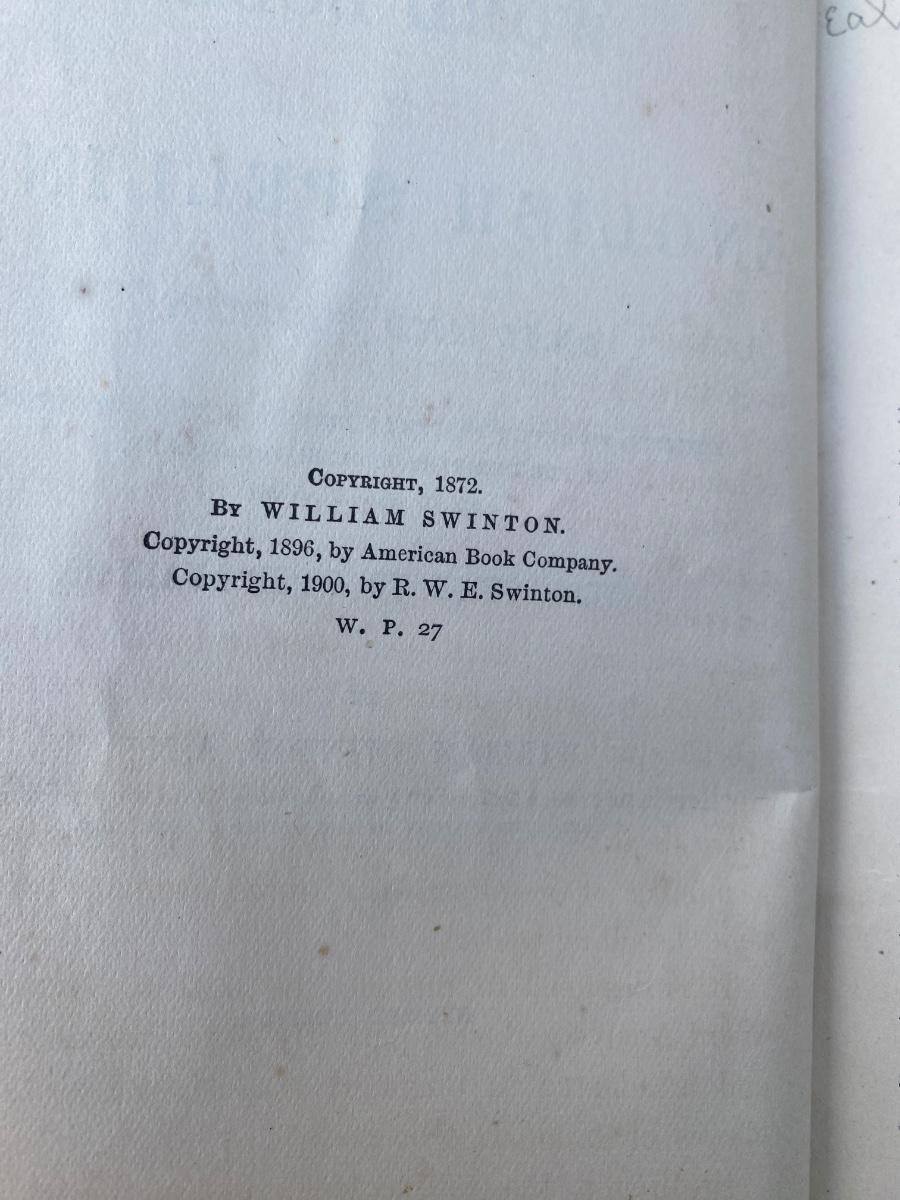 COPYRIGHT, 1872.
BY WILLIAM SWINTON.
Copyright, 1896, by American Book Company.
Copyright, 1900, by R. W. E. Swinton.
W. P. 27